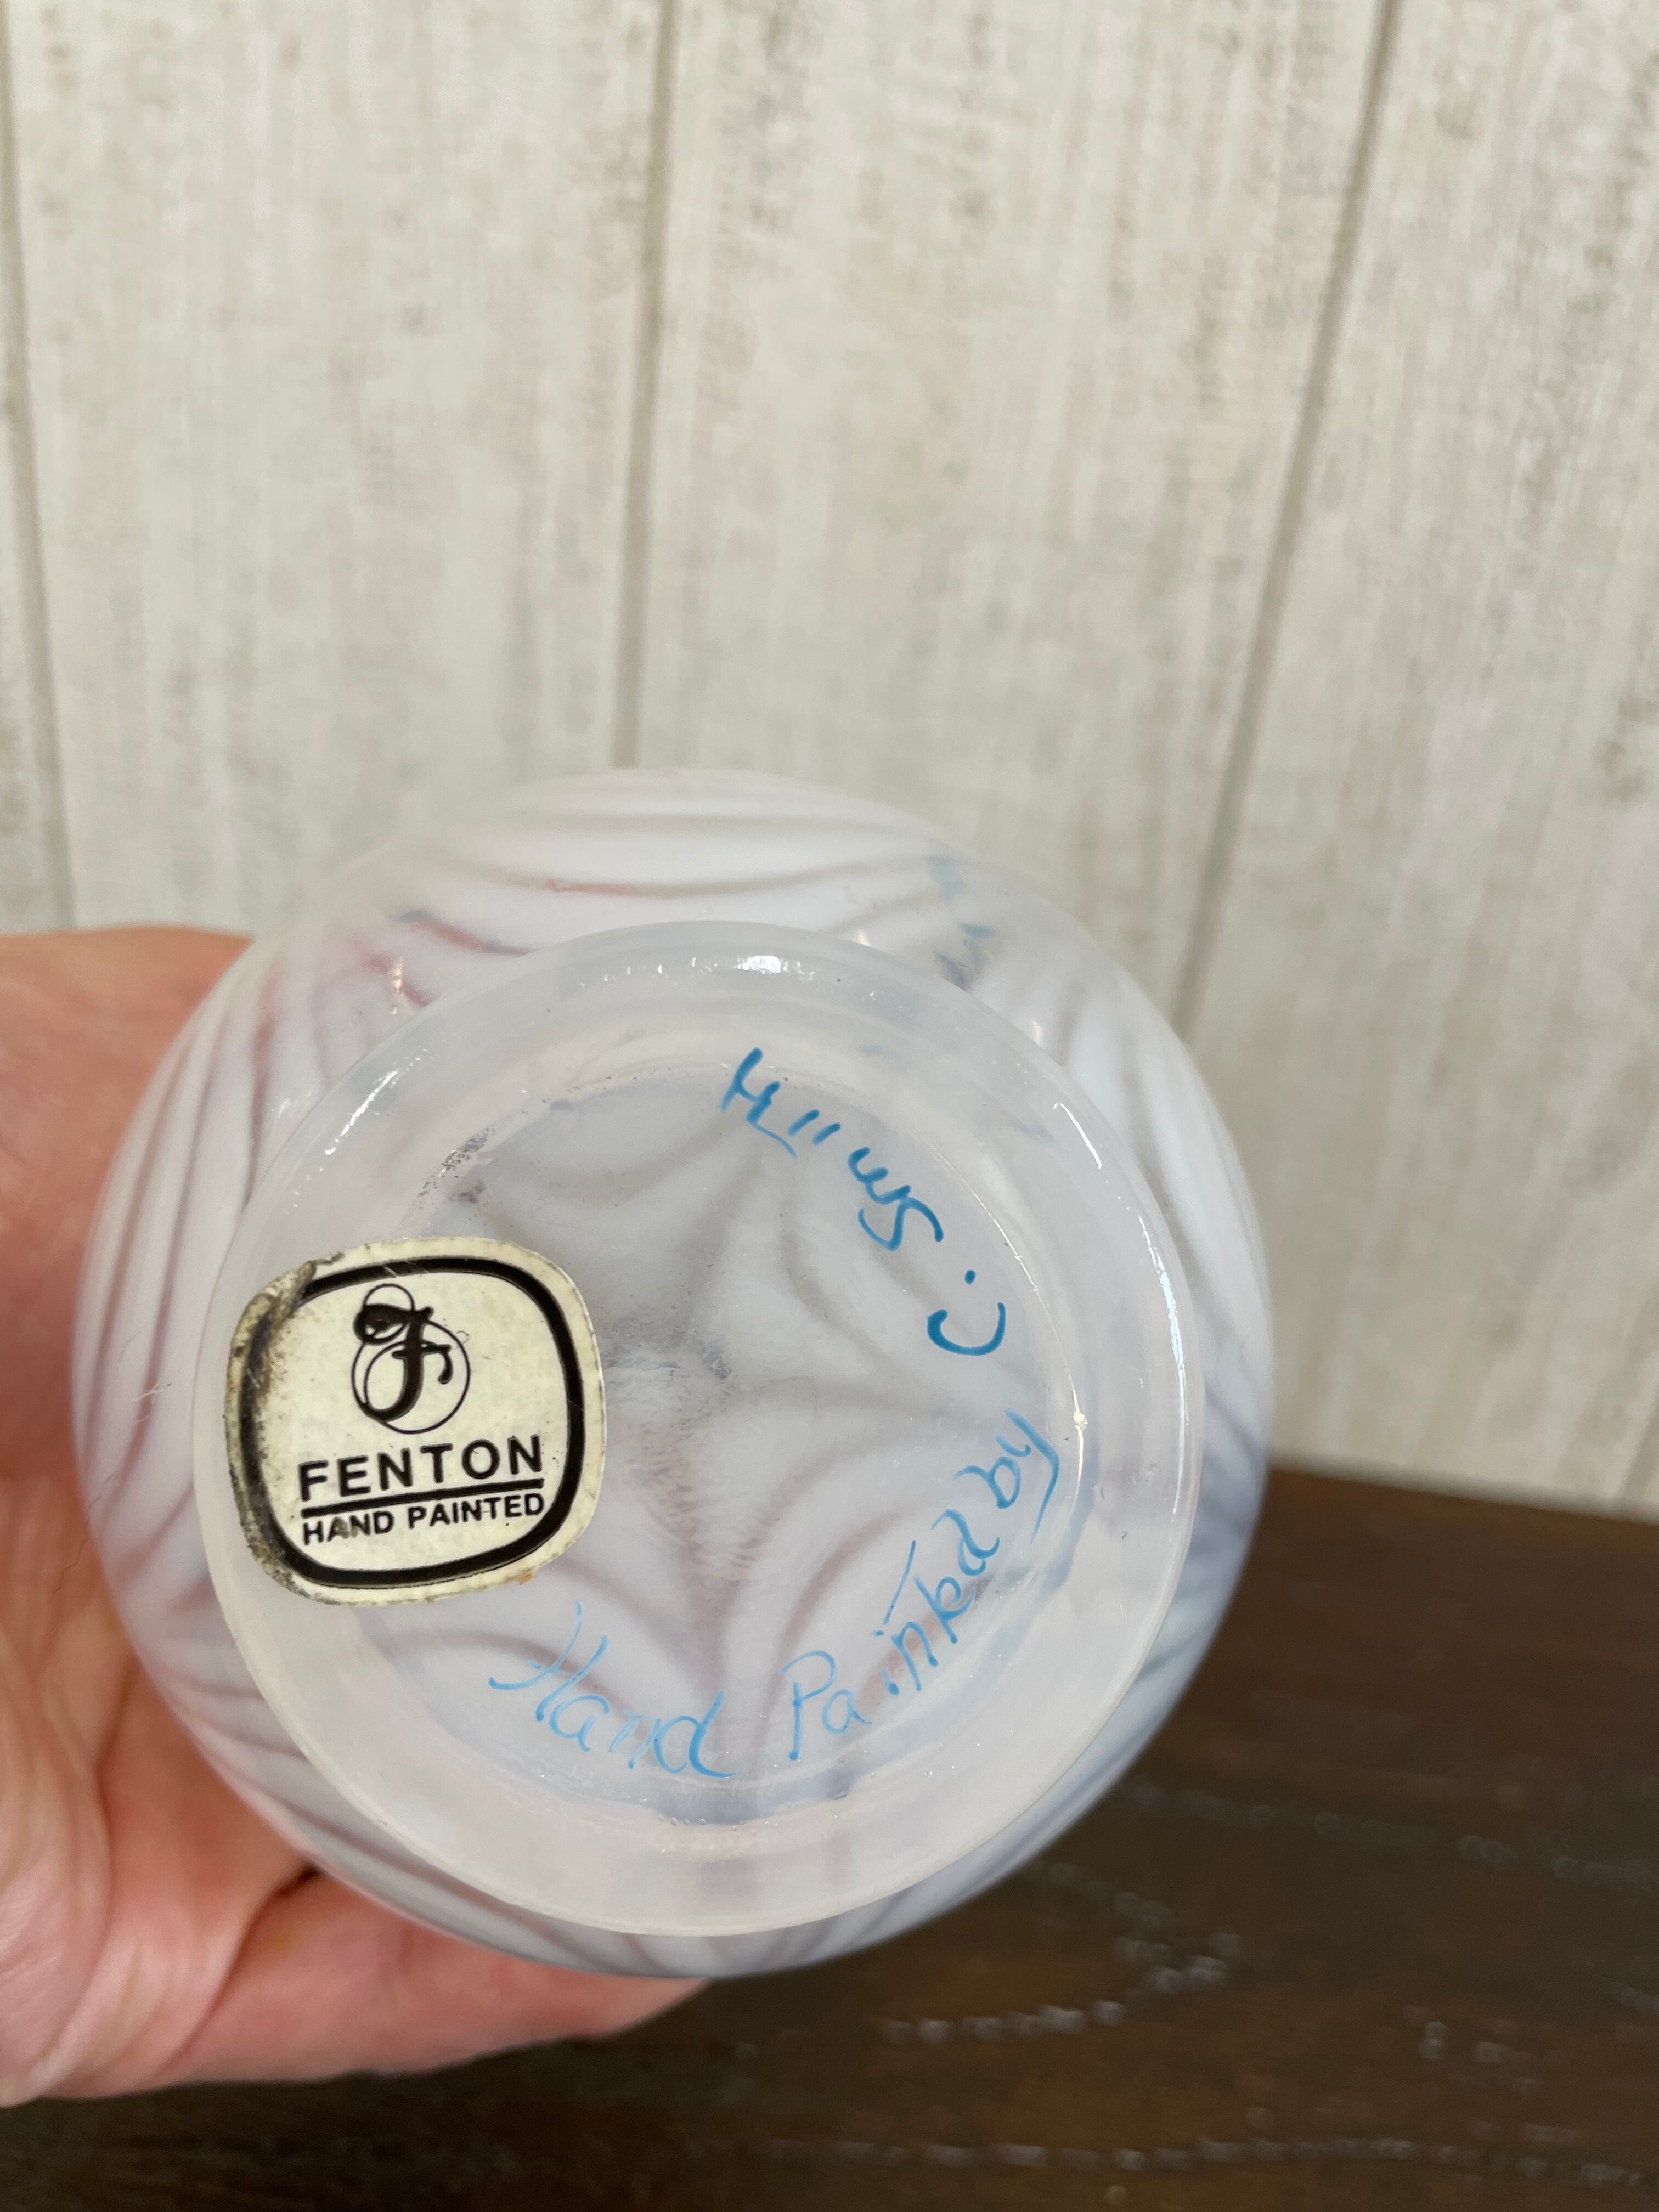 F
FENTON
HAND PAINTED
Hand Painted by
C. Smith